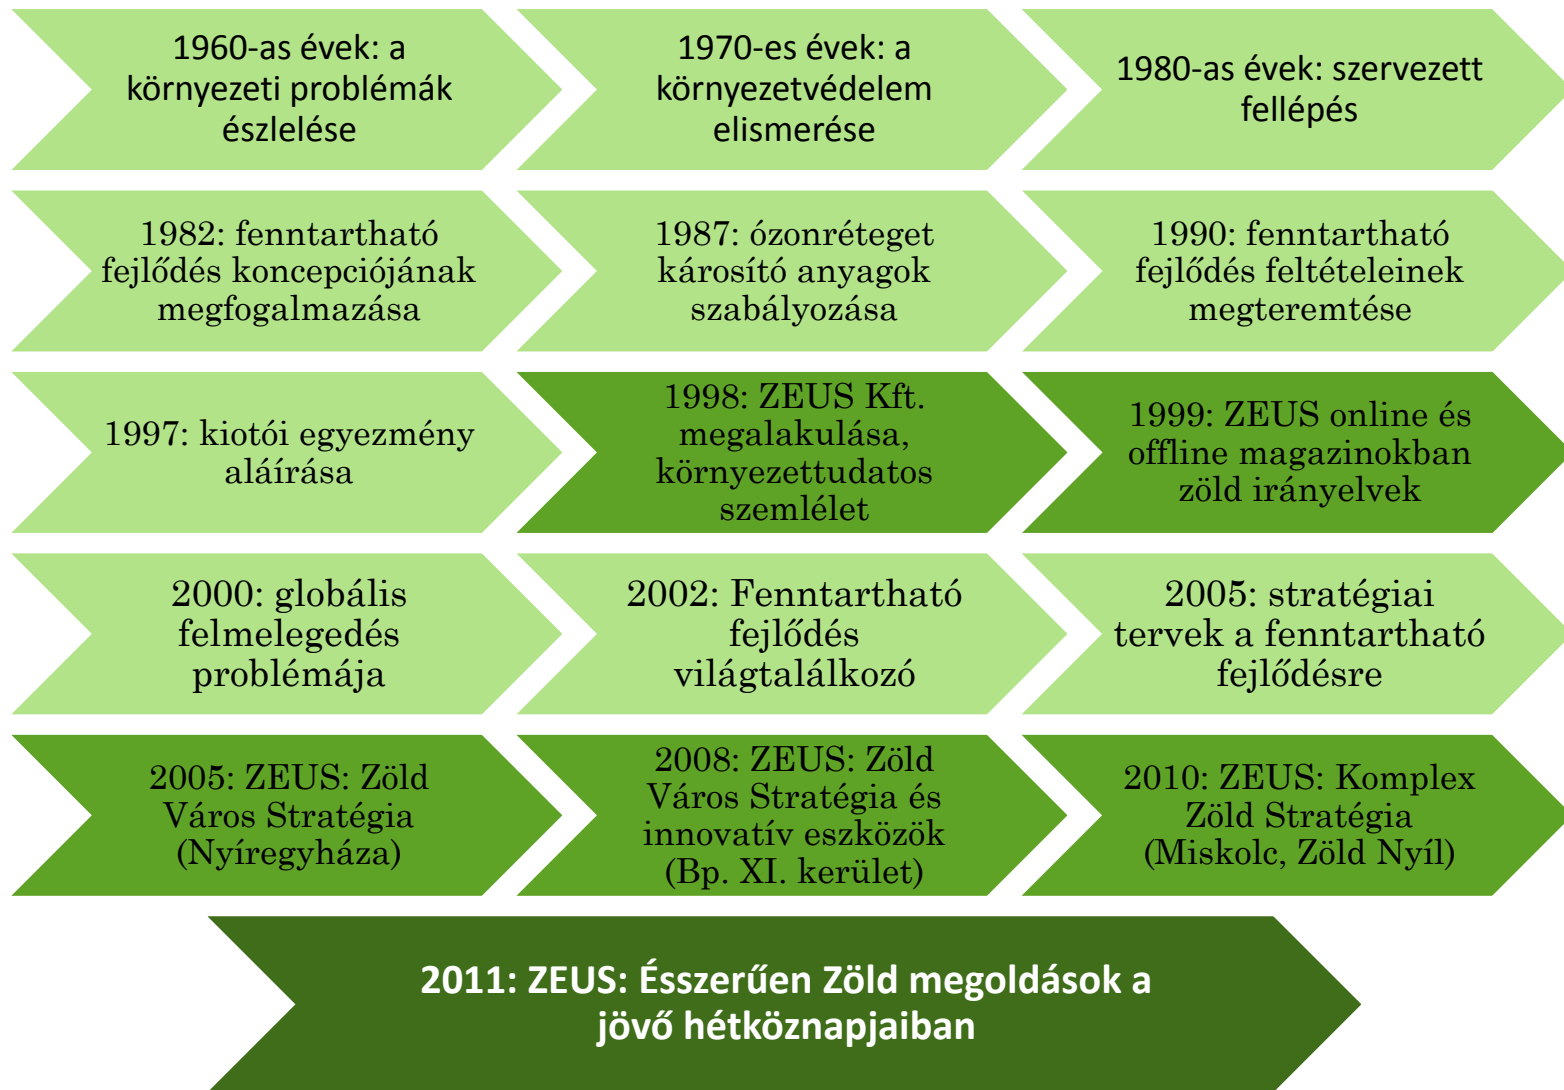 1960-as évek: a
környezeti problémák
észlelése
1970-es évek: a
környezetvédelem
elismerése
1980-as évek: szervezett
fellépés
1982: fenntartható
fejlődés koncepciójának
megfogalmazása
1987: ózonréteget
károsító anyagok
szabályozása
1990: fenntartható
fejlődés feltételeinek
megteremtése
1997: kiotói egyezmény
aláírása
1998: ZEUS Kft.
megalakulása,
környezettudatos
szemlélet
1999: ZEUS online és
offline magazinokban
zöld irányelvek
2000: globális
felmelegedés
problémája
2002: Fenntartható
fejlődés
világtalálkozó
2005: stratégiai
tervek a fenntartható
fejlődésre
2005: ZEUS: Zöld
Város Stratégia
(Nyíregyháza)
2008: ZEUS: Zöld
Város Stratégia és
innovatív eszközök
(Bp. XI. kerület)
2010: ZEUS: Komplex
Zöld Stratégia
(Miskolc, Zöld Nyíl)
2011: ZEUS: Ésszerűen Zöld megoldások a
jövő hétköznapjaiban